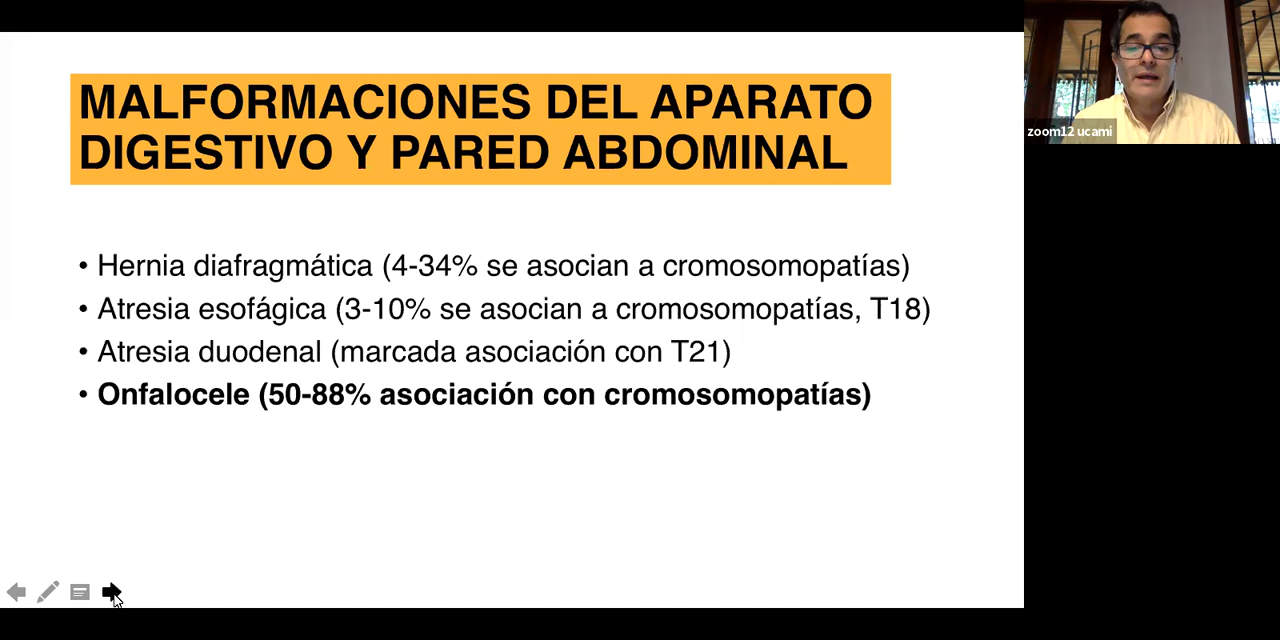 MALFORMACIONES DEL APARATO
DIGESTIVO Y PARED ABDOMINAL
• Hernia diafragmática (4-34% se asocian a cromosomopatías)
• Atresia esofágica (3-10% se asocian a cromosomopatías, T18)
• Atresia duodenal (marcada asociación con T21)
• Onfalocele (50-88% asociación con cromosomopatías)
zoom12 ucami